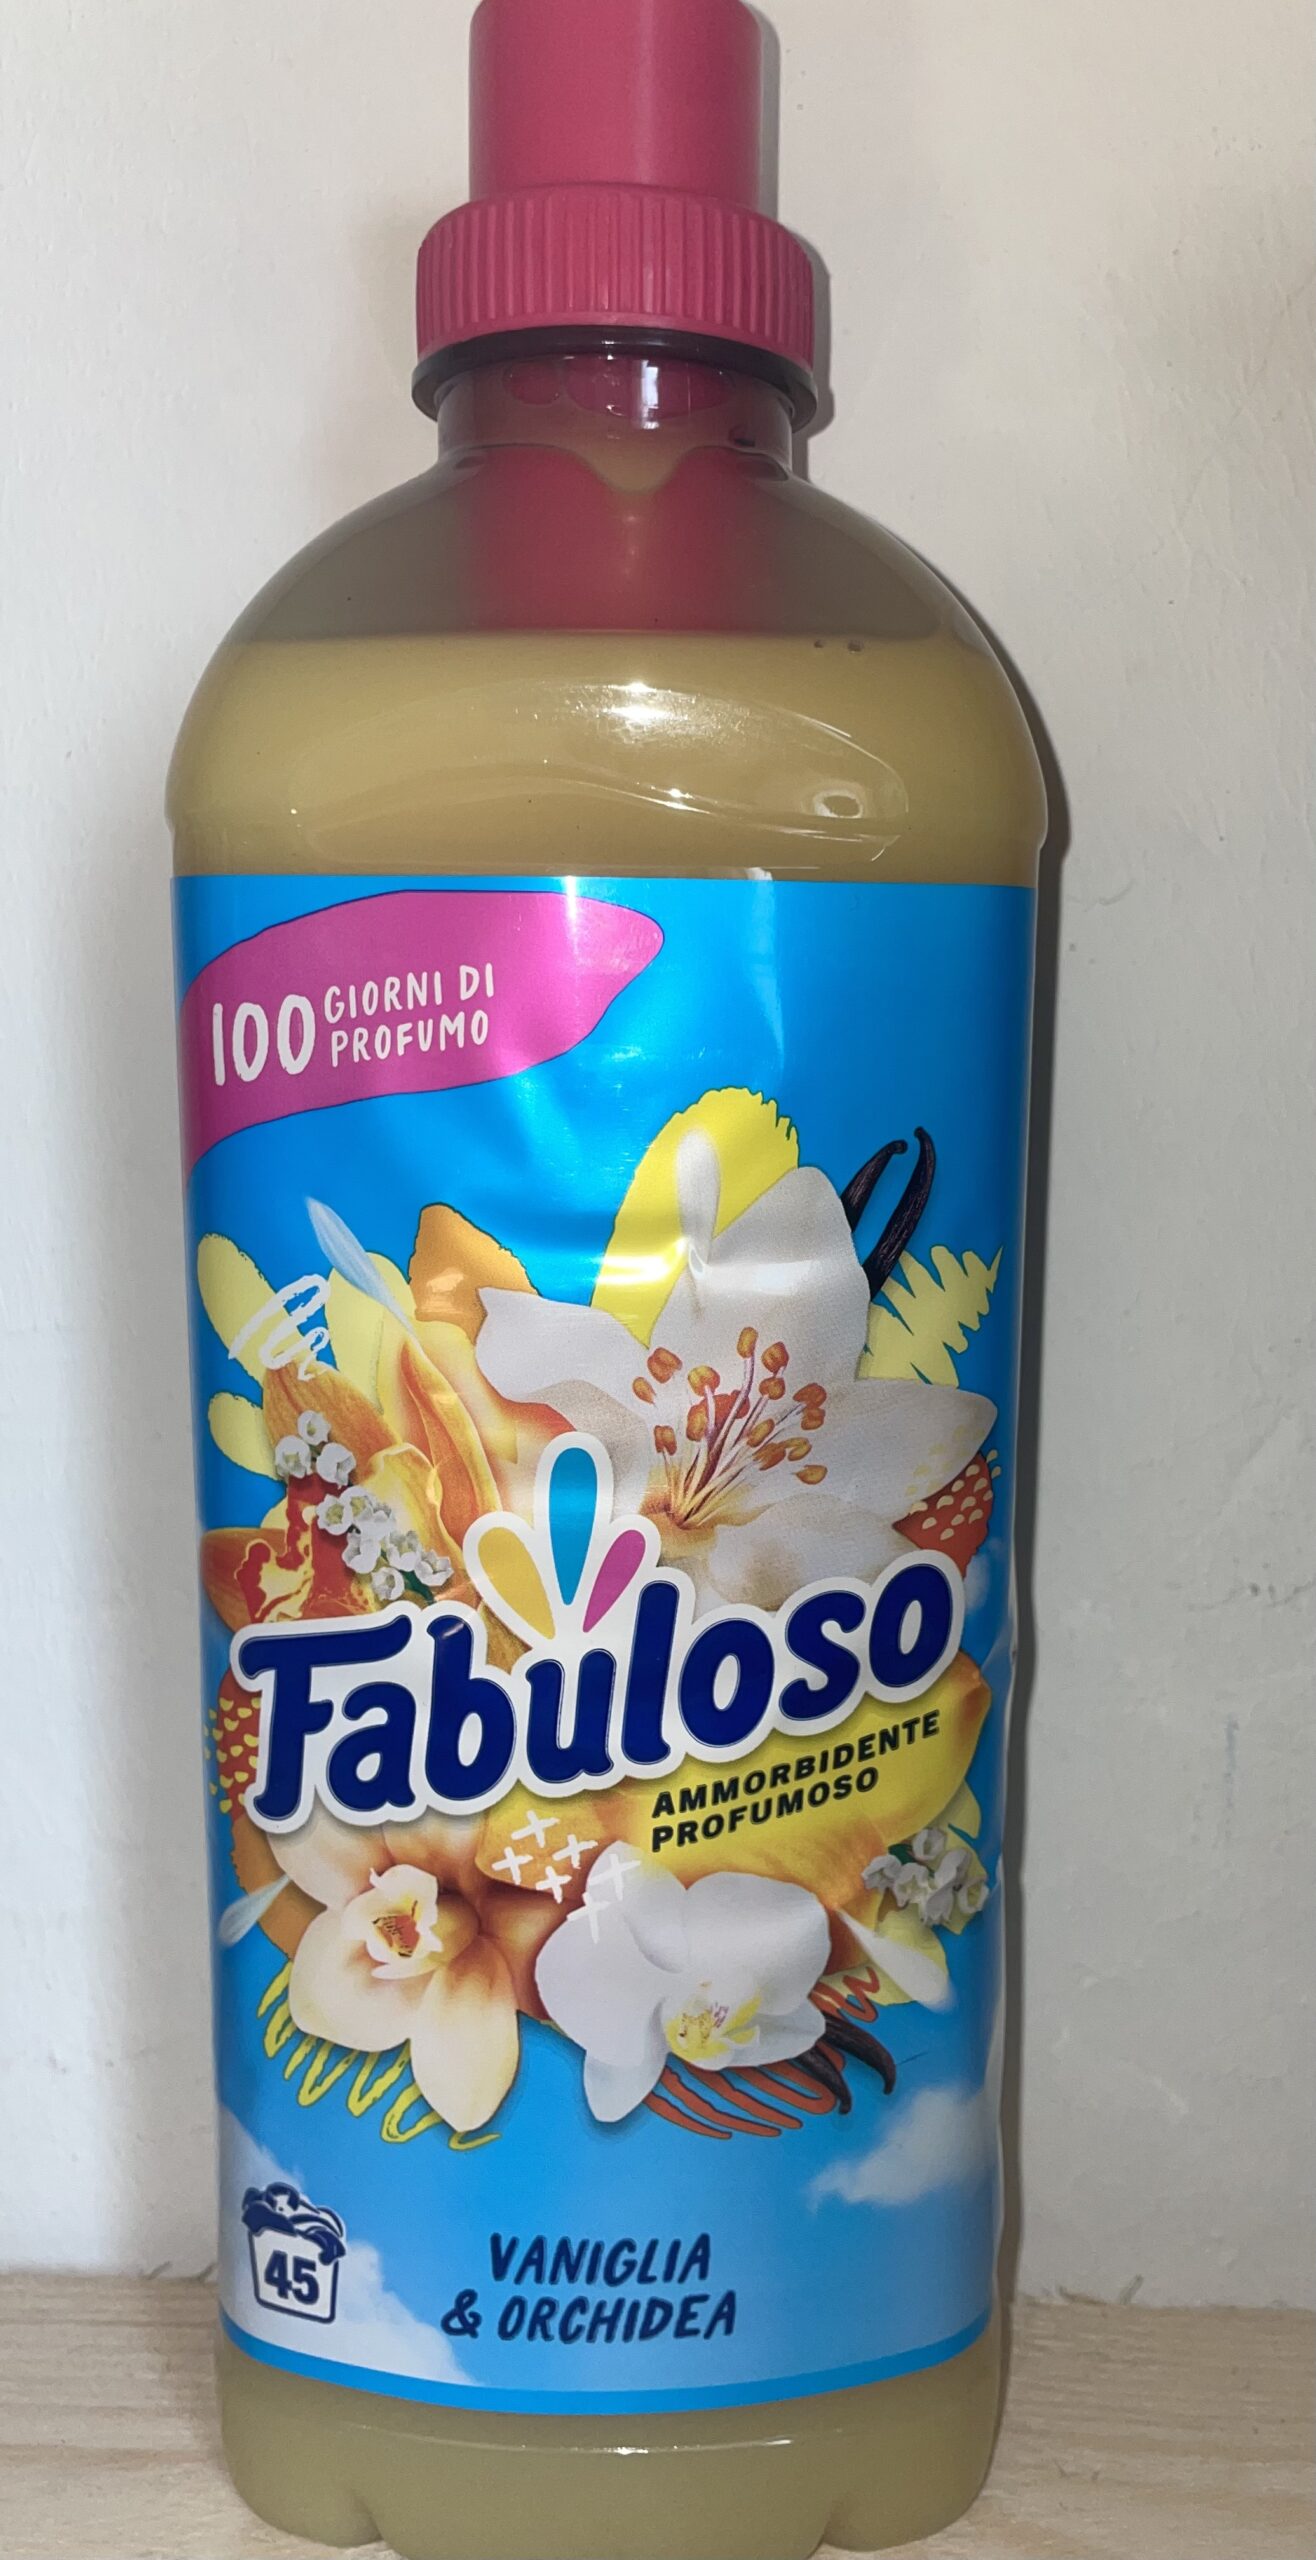 100 GIORNI DI
PROFUMO
Fabuloso
AMMORBIDENTE
PROFUMOSO
45
VANIGLIA
& ORCHIDEA